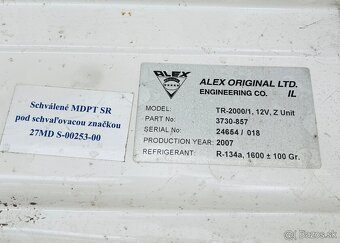 Schválené MDPT SR
pod schvaľovacou značkou
27MD S-00253-00
ALEX
ALEX ORIGINAL LTD.
ENGINEERING CO. IL
MODEL: TR-2000/1, 12V, Z Unit
PART No: 3730-857
SERIAL No: 24654 / 018
PRODUCTION YEAR: 2007
REFRIGERANT: R-134a, 1600 ± 100 Gr.
bazos.sk